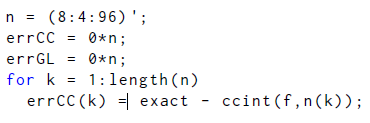 n = (8:4:96)';
errCC = 0*n;
errGL = 0*n;
for k = 1:length(n)
  errCC(k) = exact - ccint(f,n(k));